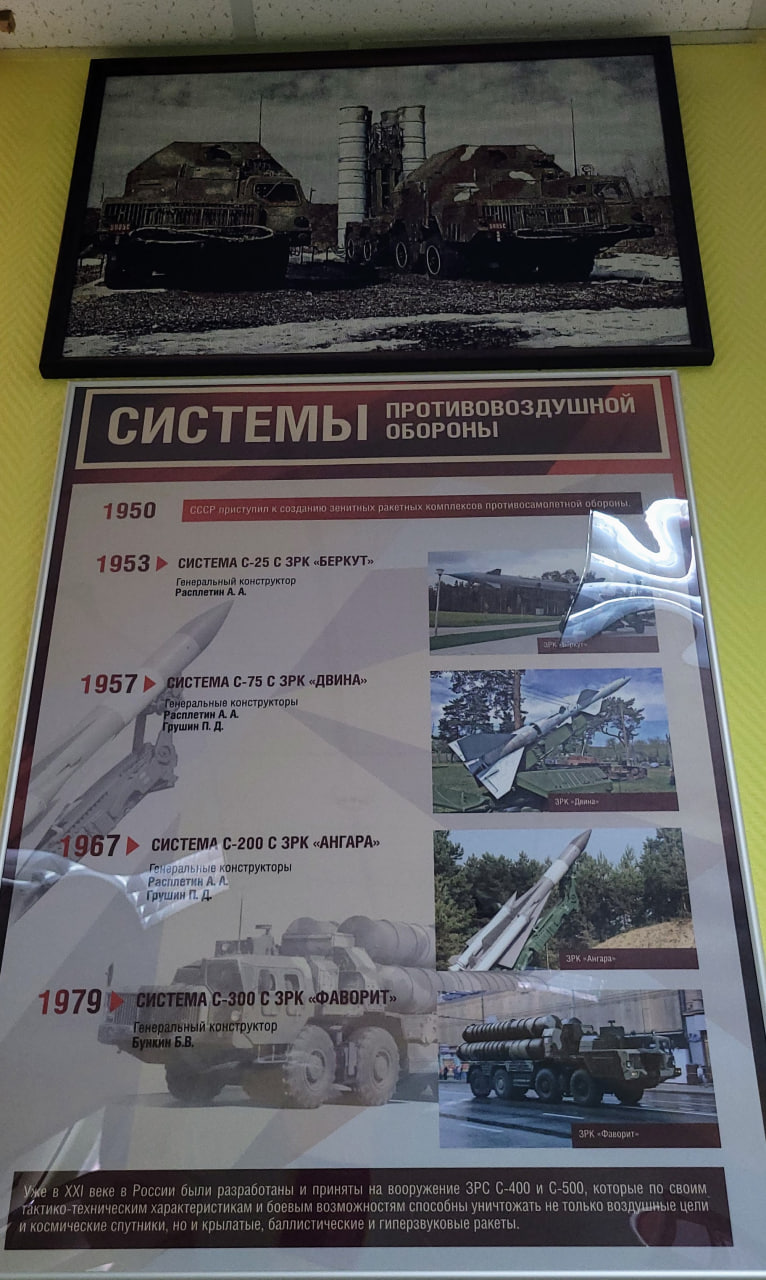 СИСТЕМЫ
ПРОТИВОВОЗДУШНОЙ
ОБОРОНЫ
1950
СССР приступил к созданию зенитных ракетных комплексов противосамолетной обороны.
1953
СИСТЕМА С-25 С ЗРК «БЕРКУТ»
Генеральный конструктор
Расплетин А. А.
ЗРК «Беркут»
1957
СИСТЕМА С-75 С ЗРК «ДВИНА»
Генеральные конструкторы
Расплетин А. А.
Грушин П. Д.
ЗРК «Двина»
1967
СИСТЕМА С-200 С ЗРК «АНГАРА»
Генеральные конструкторы
Расплетин А. А.
Грушин П. Д.
ЗРК «Ангара»
1979
СИСТЕМА С-300 С ЗРК «ФАВОРИТ»
Генеральный конструктор
Бункин Б.В.
ЗРК «Фаворит»
Уже в XXI веке в России были разработаны и приняты на вооружение ЗРС С-400 и С-500, которые по своим
тактико-техническим характеристикам и боевым возможностям способны уничтожать не только воздушные цели
и космические спутники, но и крылатые, баллистические и гиперзвуковые ракеты.